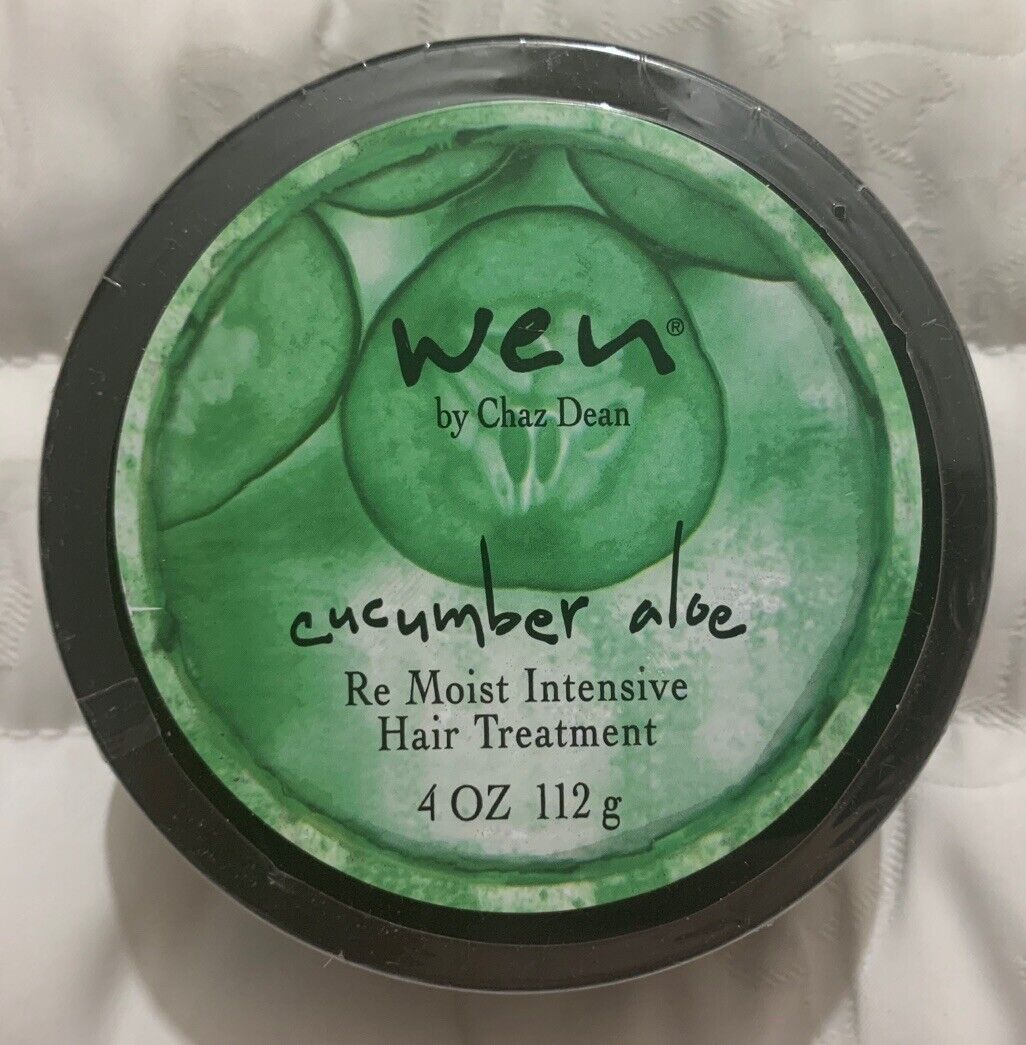 wen®
by Chaz Dean
cucumber aloe
Re Moist Intensive
Hair Treatment
4 OZ 112 g